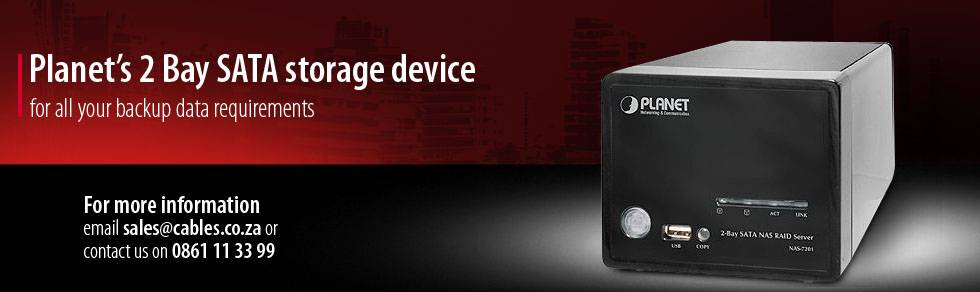 Planet's 2 Bay SATA storage device
for all your backup data requirements
For more information
email sales@cables.co.za or
contact us on 0861 11 33 99
PLANET
Networking & Communication
ACT LINK
USB COPY
2-Bay SATA NAS RAID Server
NAS-7201